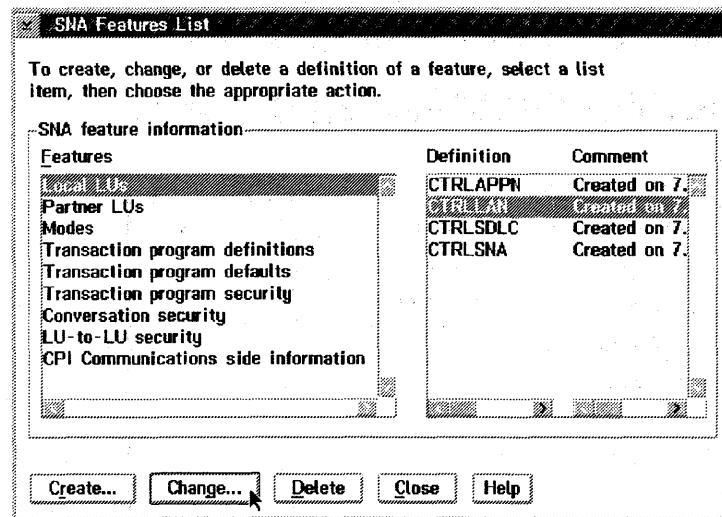 SNA Features List
To create, change, or delete a definition of a feature, select a list
item, then choose the appropriate action.
SNA feature information
Features Definition Comment
Local LUs CTRLAPPN Created on 7.
Partner LUs CTRLLAN Created on 7.
Modes CTRLSDLC Created on 7.
Transaction program definitions CTRLSNA Created on 7.
Transaction program defaults
Transaction program security
Conversation security
LU-to-LU security
CPI Communications side information
Create... Change... Delete Close Help